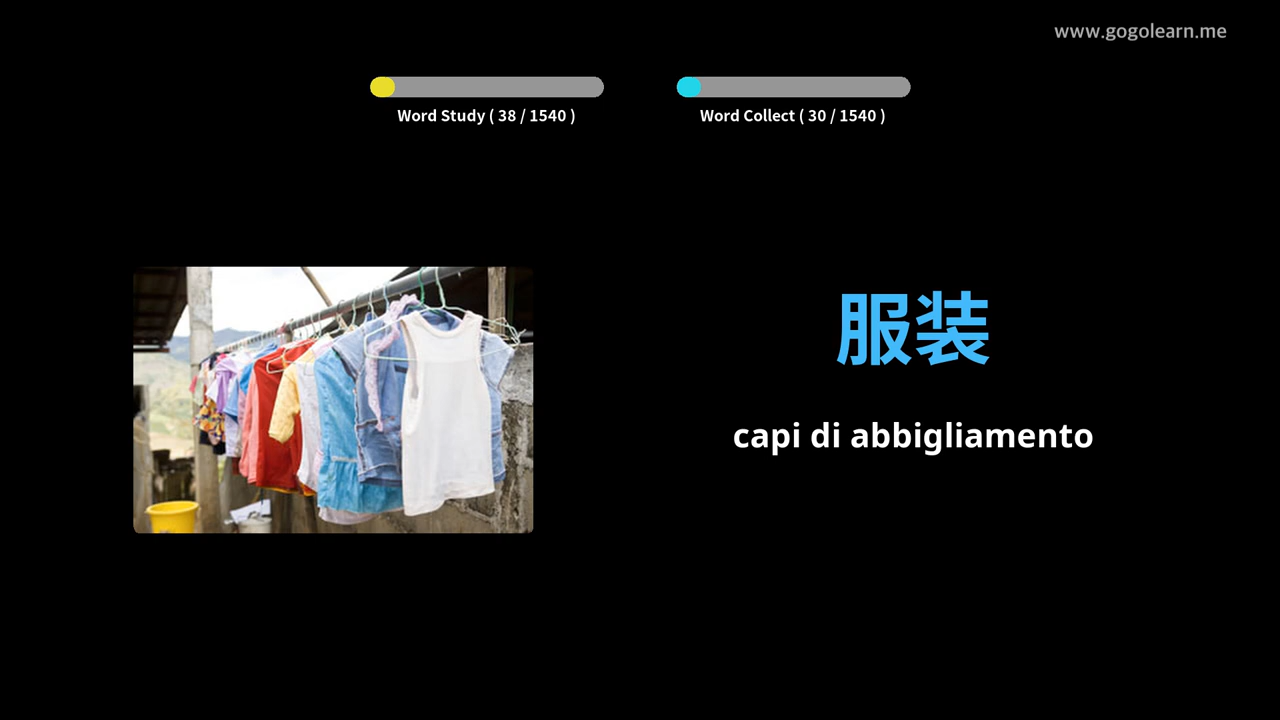 www.gogolearn.me
Word Study ( 38 / 1540 )
Word Collect ( 30 / 1540 )
服装
capi di abbigliamento